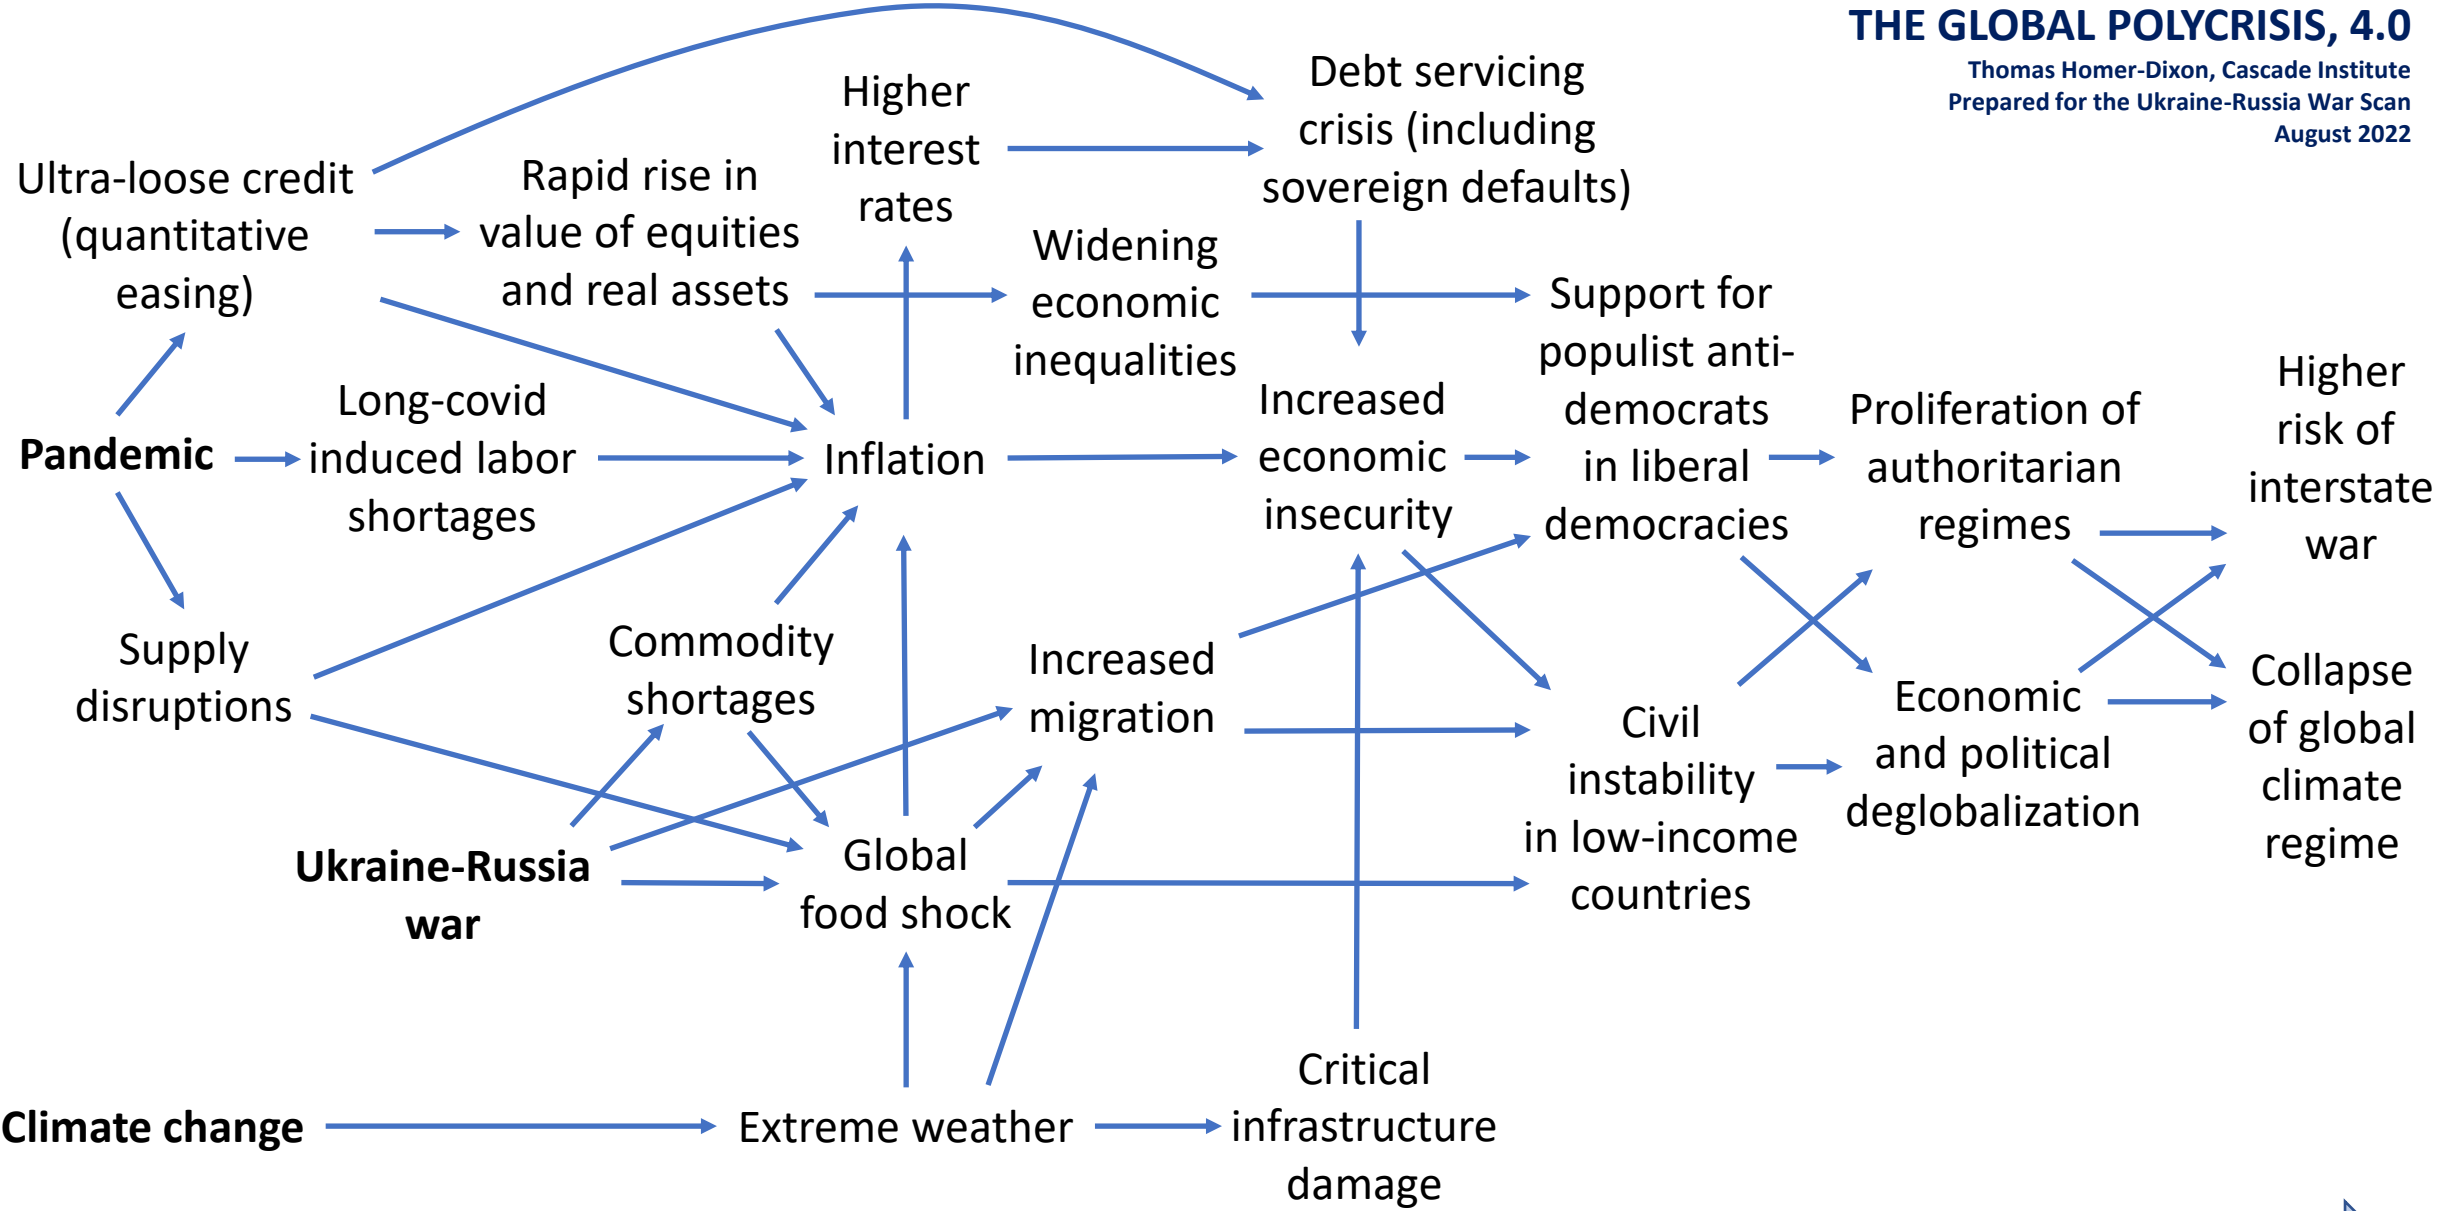 THE GLOBAL POLYCRISIS, 4.0
Thomas Homer-Dixon, Cascade Institute
Prepared for the Ukraine-Russia War Scan
August 2022
Ultra-loose credit
(quantitative
easing)
Rapid rise in
value of equities
and real assets
Higher
interest
rates
Debt servicing
crisis (including
sovereign defaults)
Widening
economic
inequalities
Support for
populist anti-
democrats
in liberal
democracies
Pandemic
Long-covid
induced labor
shortages
Inflation
Increased
economic
insecurity
Proliferation of
authoritarian
regimes
Higher
risk of
interstate
war
Supply
disruptions
Commodity
shortages
Increased
migration
Civil
instability
in low-income
countries
Economic
and political
deglobalization
Collapse
of global
climate
regime
Ukraine-Russia
war
Global
food shock
Climate change
Extreme weather
Critical
infrastructure
damage